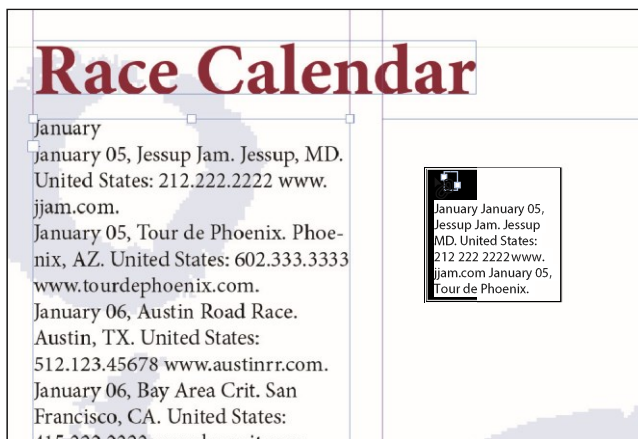 Race Calendar
January
January 05, Jessup Jam. Jessup, MD.
United States: 212.222.2222 www.
jjam.com.
January 05, Tour de Phoenix. Phoe-
nix, AZ. United States: 602.333.3333
www.tourdephoenix.com.
January 06, Austin Road Race.
Austin, TX. United States:
512.123.45678 www.austinrr.com.
January 06, Bay Area Crit. San
Francisco, CA. United States:
January January 05,
Jessup Jam. Jessup
MD. United States:
212 222 2222www.
jjam.com January 05,
Tour de Phoenix.